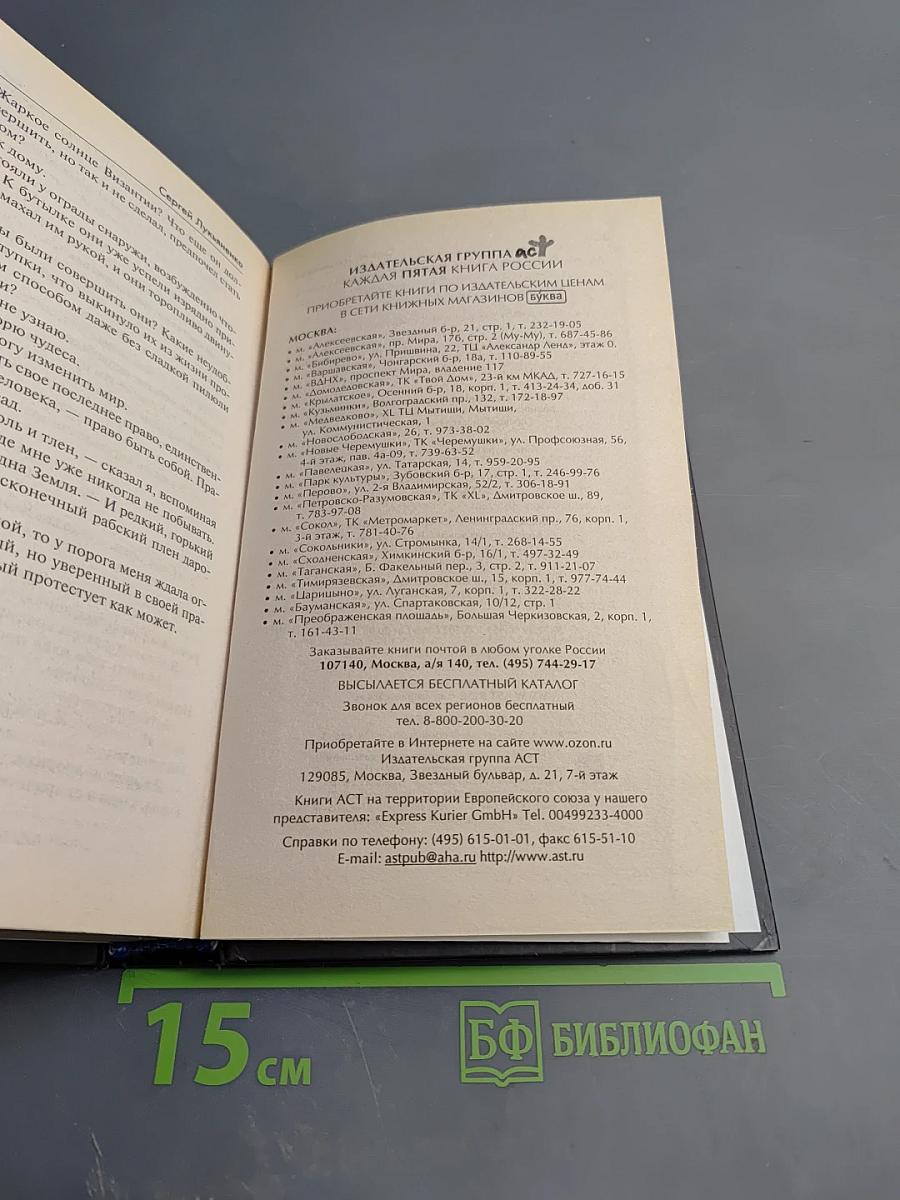 Сергей Лукьяненко
Жаркое солнце Византии? Что еще он дол-
вершить, но так и не сделал, предпочел стать
ом?
к дому.
тояли у ограды снаружи, возбужденно что-
К бутылке они уже успели изрядно при-
махал им рукой, и они торопливо двину-
ы были совершить они? Какие неудоб-
тупки, что выкинуло их из жизни про-
м способом даже без сладкой пилюли
и?
не узнаю.
орю чудеса.
огу изменить мир.
ть свое последнее право, единствен-
еловека, — право быть собой. Пра-
ад.
оль и тлен, — сказал я, вспоминая
де мне уже никогда не побывать.
дна Земля. — И редкий, горький
сконечный рабский плен даро-
ой, то у порога меня ждала ог-
ый, но уверенный в своей пра-
ый протестует как может.
ИЗДАТЕЛЬСКАЯ ГРУППА аст
КАЖДАЯ ПЯТАЯ КНИГА РОССИИ
ПРИОБРЕТАЙТЕ КНИГИ ПО ИЗДАТЕЛЬСКИМ ЦЕНАМ
В СЕТИ КНИЖНЫХ МАГАЗИНОВ буква
МОСКВА:
• м. «Алексеевская», Звездный б-р, 21, стр. 1, т. 232-19-05
• м. «Алексеевская», пр. Мира, 176, стр. 2 (Му-Му), т. 687-45-86
• м. «Бибирево», ул. Пришвина, 22, ТЦ «Александр Ленд», этаж 0.
• м. «Варшавская», Чонгарский б-р, 18а, т. 110-89-55
• м. «ВДНХ», проспект Мира, владение 117
• м. «Домодедовская», ТК «Твой Дом», 23-й км МКАД, т. 727-16-15
• м. «Крылатское», Осенний б-р, 18, корп. 1, т. 413-24-34, доб. 31
• м. «Кузьминки», Волгоградский пр., 132, т. 172-18-97
• м. «Медведково», XL ТЦ Мытищи, Мытищи,
ул. Коммунистическая, 1
• м. «Новослободская», 26, т. 973-38-02
• м. «Новые Черемушки», ТК «Черемушки», ул. Профсоюзная, 56,
4-й этаж, пав. 4а-09, т. 739-63-52
• м. «Павелецкая», ул. Татарская, 14, т. 959-20-95
• м. «Парк культуры», Зубовский б-р, 17, стр. 1, т. 246-99-76
• м. «Перово», ул. 2-я Владимирская, 52/2, т. 306-18-91
• м. «Петровско-Разумовская», ТК «XL», Дмитровское ш., 89,
т. 783-97-08
• м. «Сокол», ТК «Метромаркет», Ленинградский пр., 76, корп. 1,
3-й этаж, т. 781-40-76
• м. «Сокольники», ул. Стромынка, 14/1, т. 268-14-55
• м. «Сходненская», Химкинский б-р, 16/1, т. 497-32-49
• м. «Таганская», Б. Факельный пер., 3, стр. 2, т. 911-21-07
• м. «Тимирязевская», Дмитровское ш., 15, корп. 1, т. 977-74-44
• м. «Царицыно», ул. Луганская, 7, корп. 1, т. 322-28-22
• м. «Бауманская», ул. Спартаковская, 10/12, стр. 1
• м. «Преображенская площадь», Большая Черкизовская, 2, корп. 1,
т. 161-43-11
Заказывайте книги почтой в любом уголке России
107140, Москва, а/я 140, тел. (495) 744-29-17
ВЫСЫЛАЕТСЯ БЕСПЛАТНЫЙ КАТАЛОГ
Звонок для всех регионов бесплатный
тел. 8-800-200-30-20
Приобретайте в Интернете на сайте www.ozon.ru
Издательская группа АСТ
129085, Москва, Звездный бульвар, д. 21, 7-й этаж
Книги АСТ на территории Европейского союза у нашего
представителя: «Express Kurier GmbH» Tel. 00499233-4000
Справки по телефону: (495) 615-01-01, факс 615-51-10
E-mail: astpub@aha.ru http://www.ast.ru
15 см
БФ БИБЛИОФАН